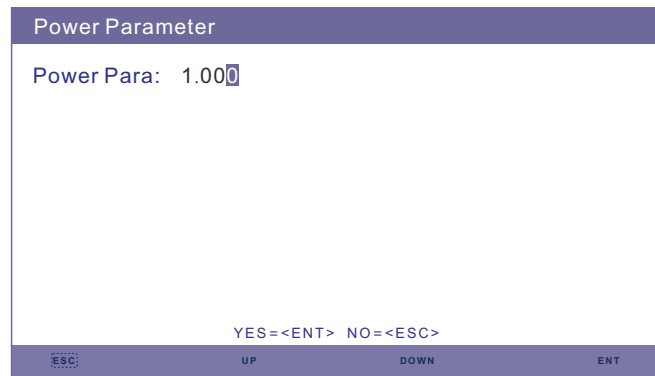 Power Parameter
Power Para: 1.000
YES=<ENT> NO=<ESC>
ESC UP DOWN ENT